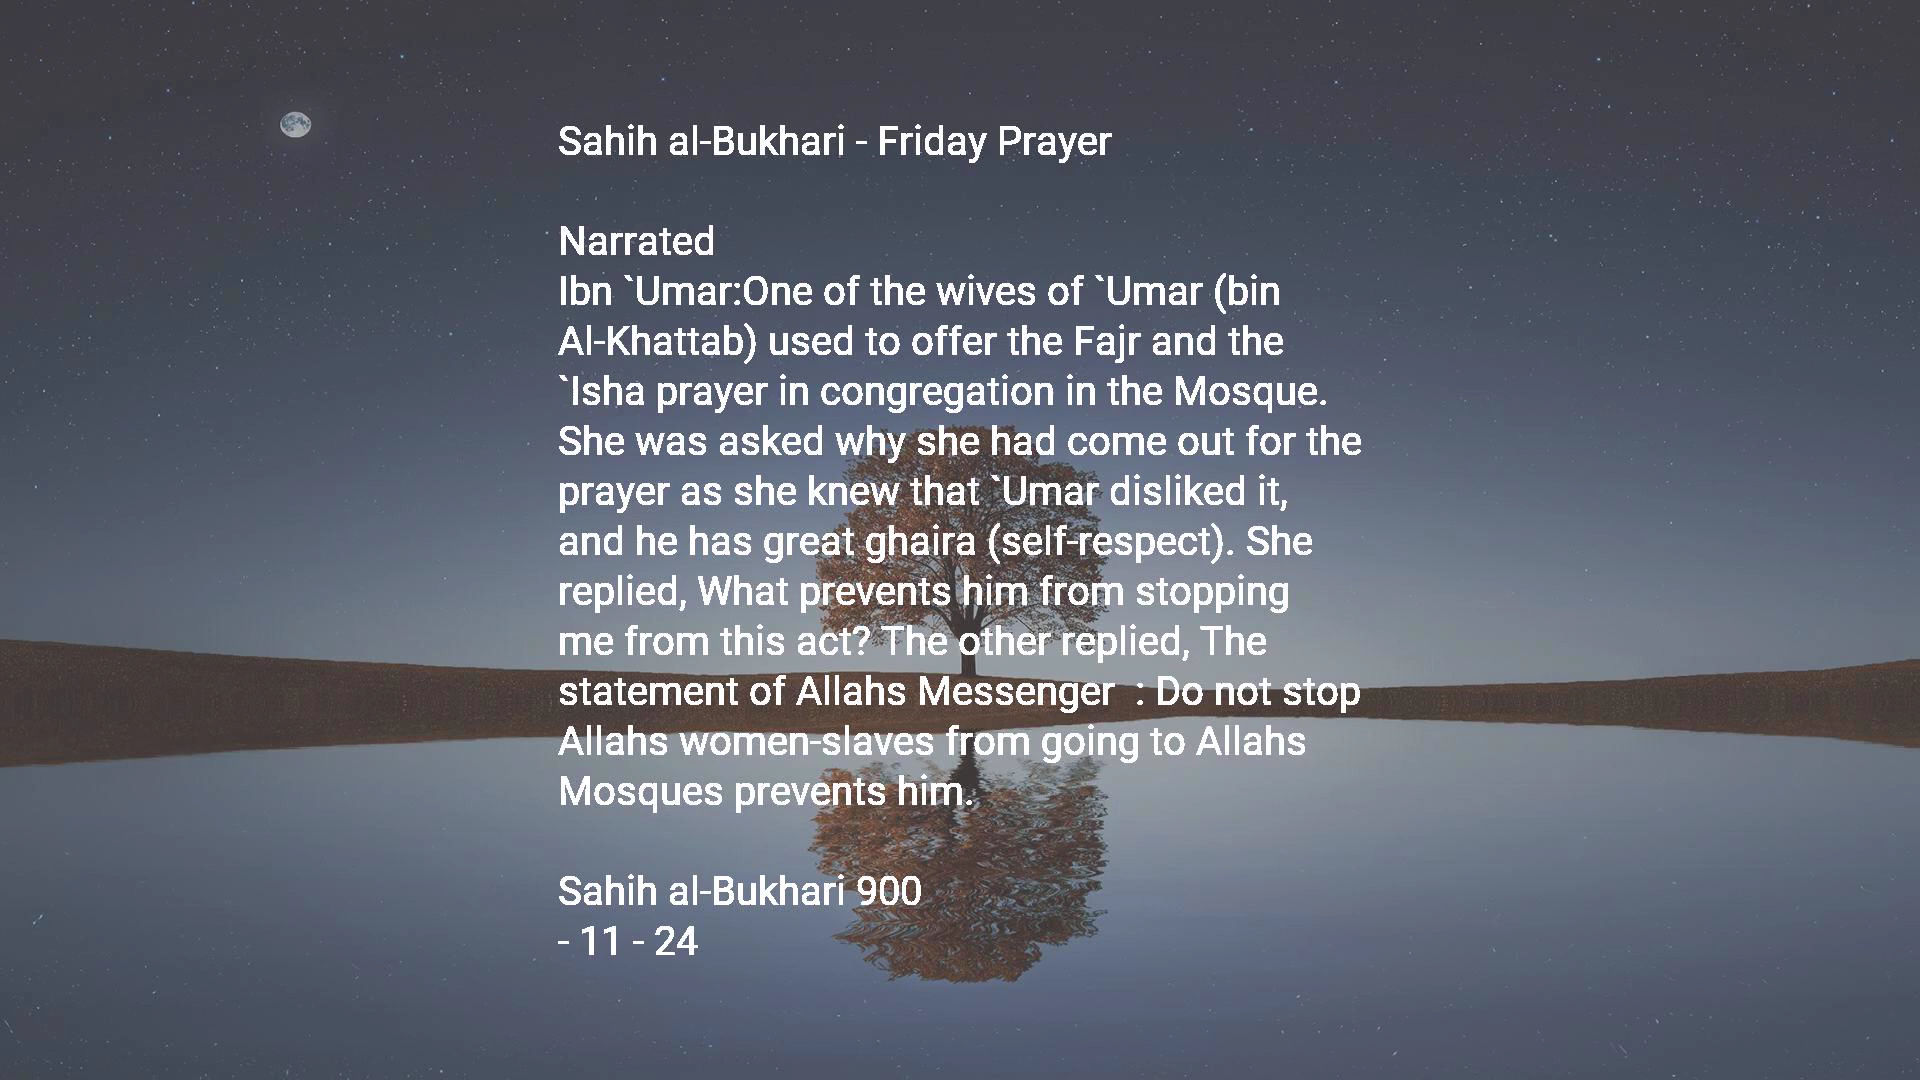 Sahih al-Bukhari - Friday Prayer
Narrated
Ibn `Umar:One of the wives of `Umar (bin
Al-Khattab) used to offer the Fajr and the
`Isha prayer in congregation in the Mosque.
She was asked why she had come out for the
prayer as she knew that `Umar disliked it,
and he has great ghaira (self-respect). She
replied, What prevents him from stopping
me from this act? The other replied, The
statement of Allahs Messenger  : Do not stop
Allahs women-slaves from going to Allahs
Mosques prevents him.
Sahih al-Bukhari 900
- 11 - 24